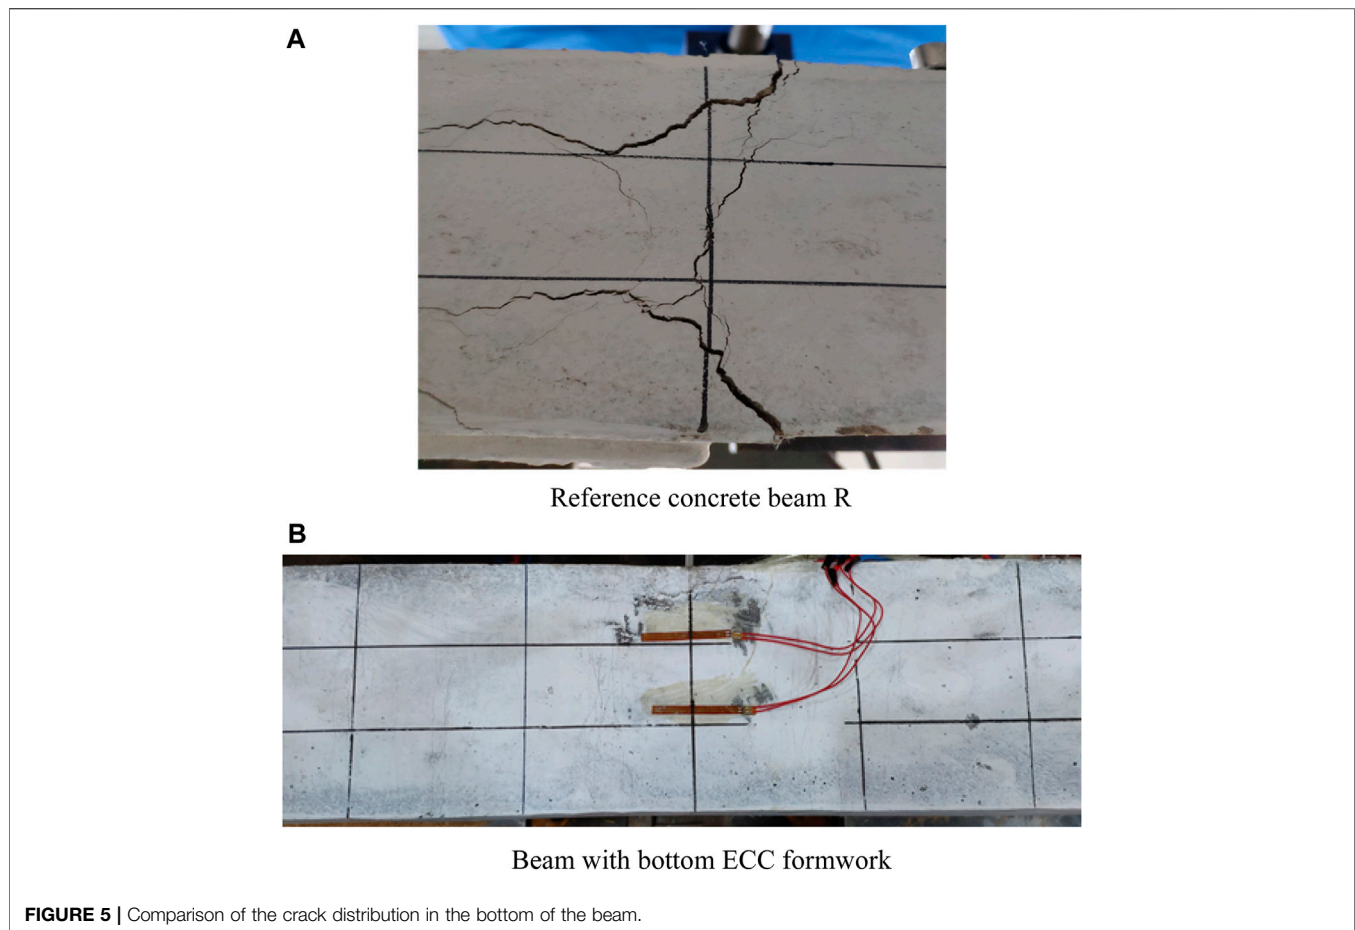 A
Reference concrete beam R
B
Beam with bottom ECC formwork
FIGURE 5 | Comparison of the crack distribution in the bottom of the beam.